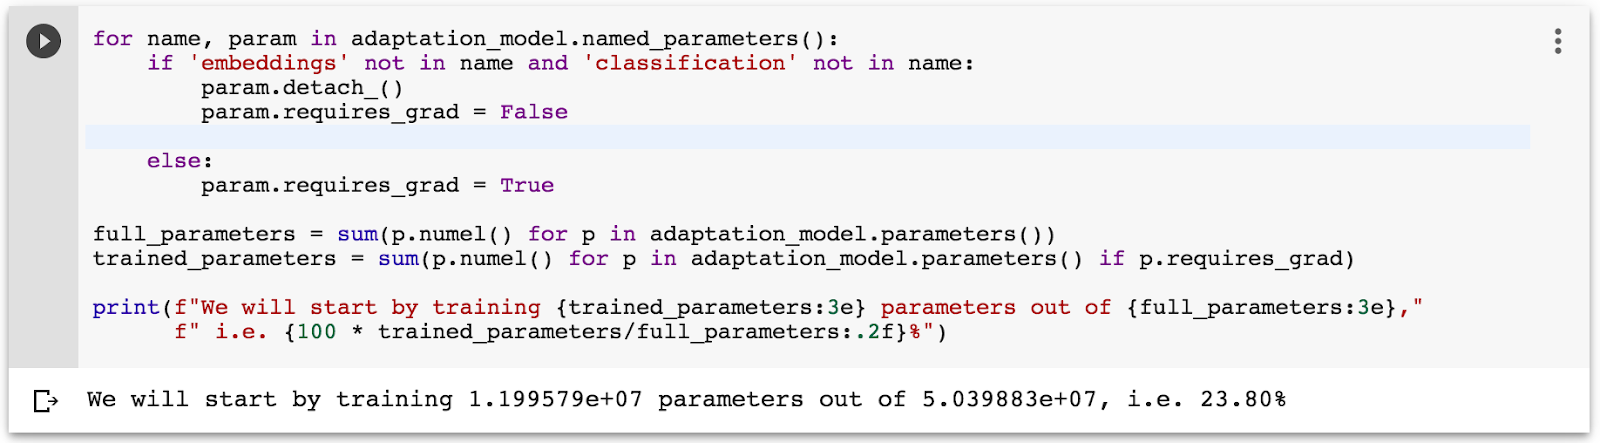 for name, param in adaptation_model.named_parameters():
    if 'embeddings' not in name and 'classification' not in name:
        param.detach_()
        param.requires_grad = False
    else:
        param.requires_grad = True
full_parameters = sum(p.numel() for p in adaptation_model.parameters())
trained_parameters = sum(p.numel() for p in adaptation_model.parameters() if p.requires_grad)
print(f"We will start by training {trained_parameters:3e} parameters out of {full_parameters:3e},"
      f" i.e. {100 * trained_parameters/full_parameters:.2f}%")
We will start by training 1.199579e+07 parameters out of 5.039883e+07, i.e. 23.80%